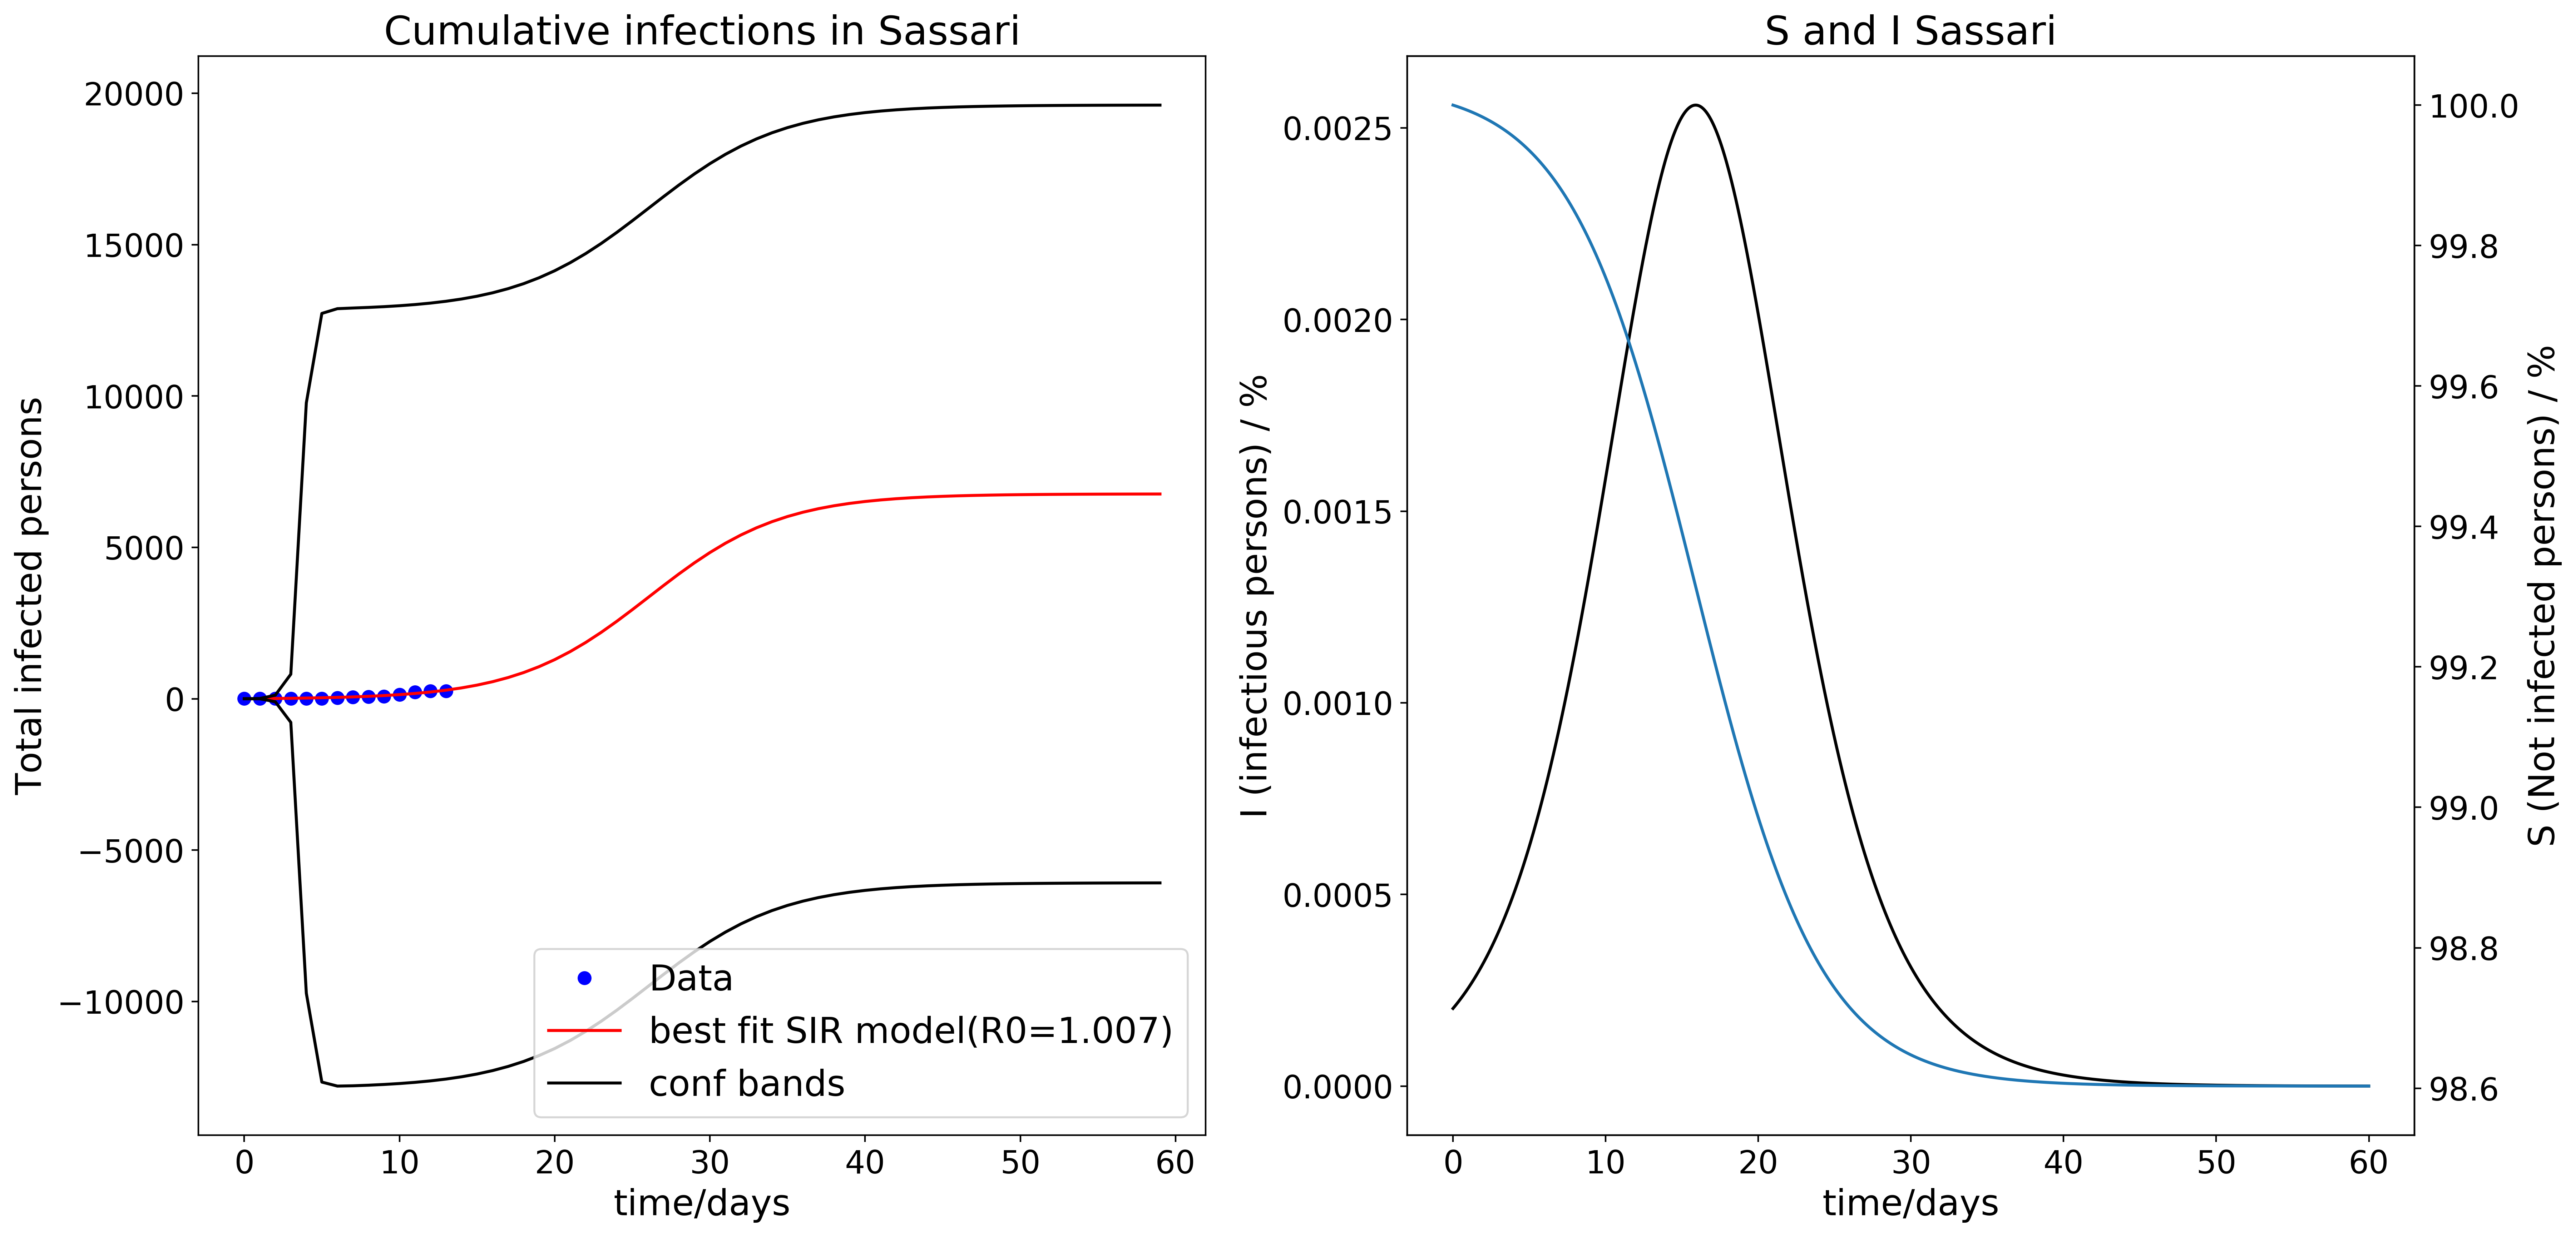 Cumulative infections in Sassari
20000
15000
10000
5000
0
−5000
−10000
Total infected persons
0 10 20 30 40 50 60
time/days
Data
best fit SIR model(R0=1.007)
conf bands
S and I Sassari
0.0025
0.0020
0.0015
0.0010
0.0005
0.0000
I (infectious persons) / %
100.0
99.8
99.6
99.4
99.2
99.0
98.8
98.6
S (Not infected persons) / %
0 10 20 30 40 50 60
time/days